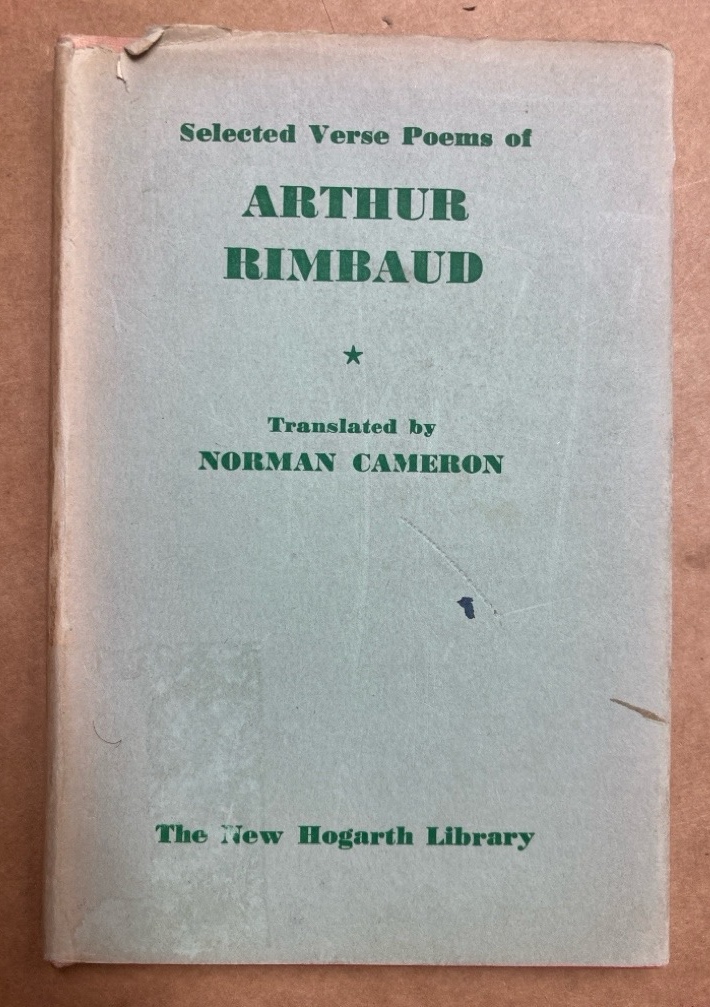 Selected Verse Poems of
ARTHUR
RIMBAUD
Translated by
NORMAN CAMERON
The New Hogarth Library